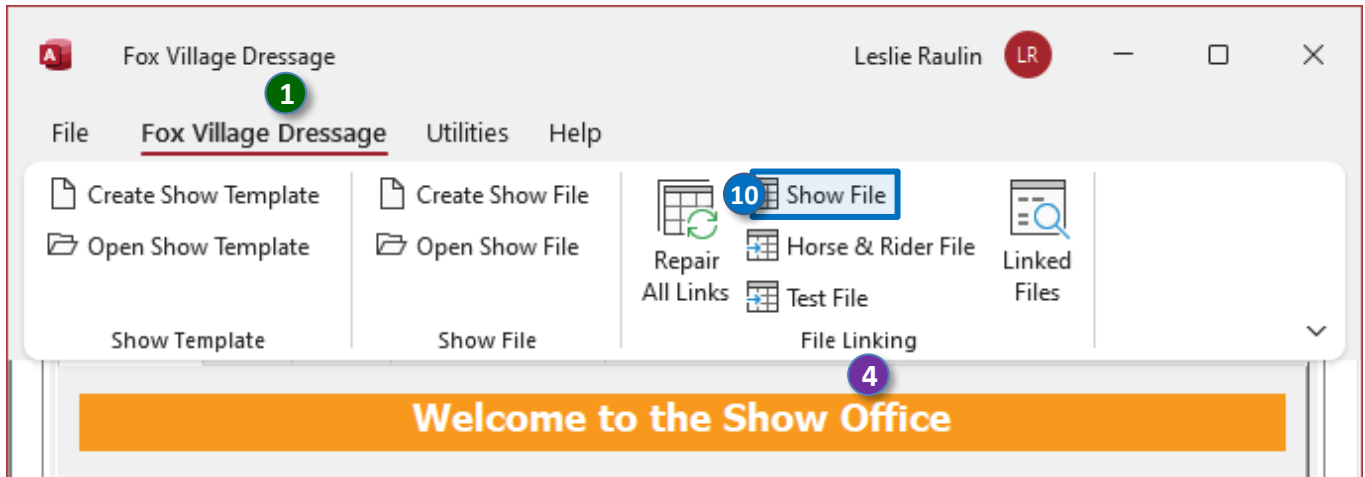 A Fox Village Dressage Leslie Raulin LR
1
File Fox Village Dressage Utilities Help
Create Show Template
Open Show Template
Show Template
Create Show File
Open Show File
Show File
Repair
All Links
10 Show File
Horse & Rider File
Test File
Linked
Files
File Linking
4
Welcome to the Show Office